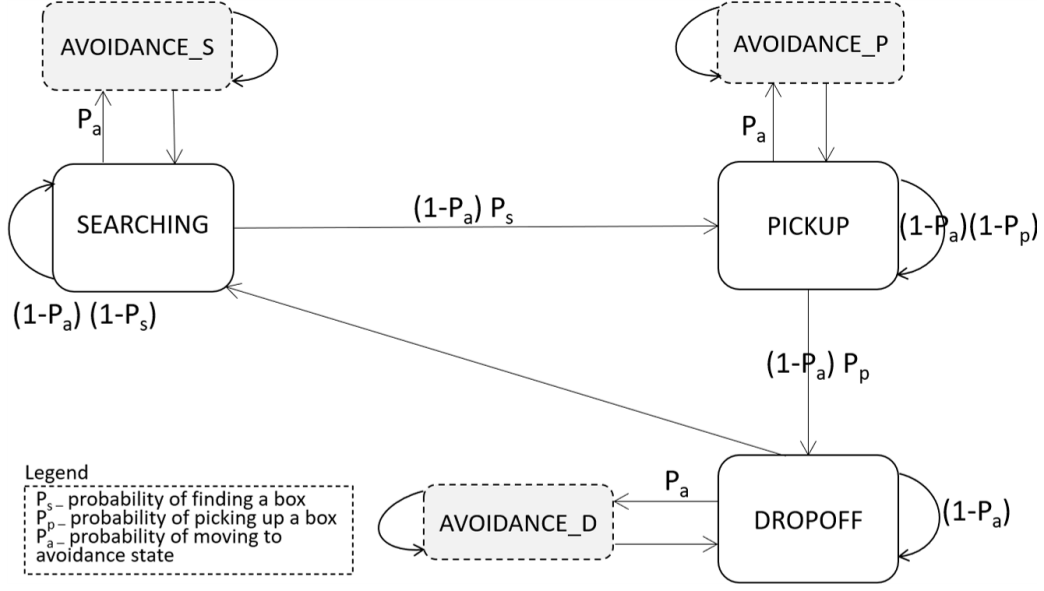 AVOIDANCE_S
AVOIDANCE_P
Pa
Pa
SEARCHING
(1-Pa) Ps
PICKUP
(1-Pa)(1-Pp)
(1-Pa) (1-Ps)
(1-Pa) Pp
Legend
Ps– probability of finding a box
Pp– probability of picking up a box
Pa– probability of moving to
avoidance state
Pa
AVOIDANCE_D
DROPOFF
(1-Pa)